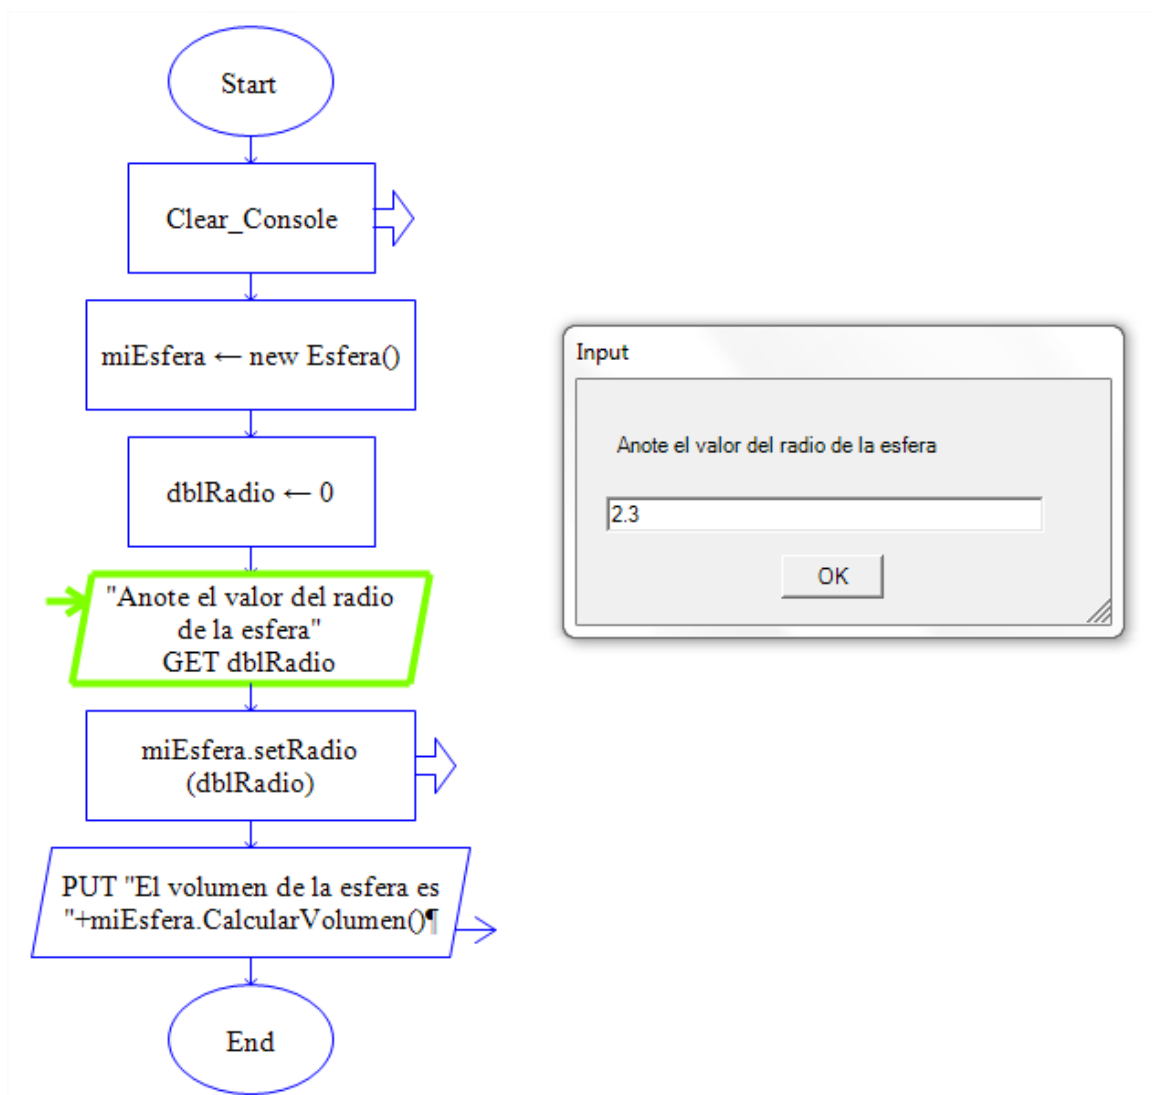 Start
Clear_Console
miEsfera ← new Esfera()
dblRadio ← 0
"Anote el valor del radio
de la esfera"
GET dblRadio
miEsfera.setRadio
(dblRadio)
PUT "El volumen de la esfera es
"+miEsfera.CalcularVolumen()¶
End
Input
Anote el valor del radio de la esfera
2.3
OK